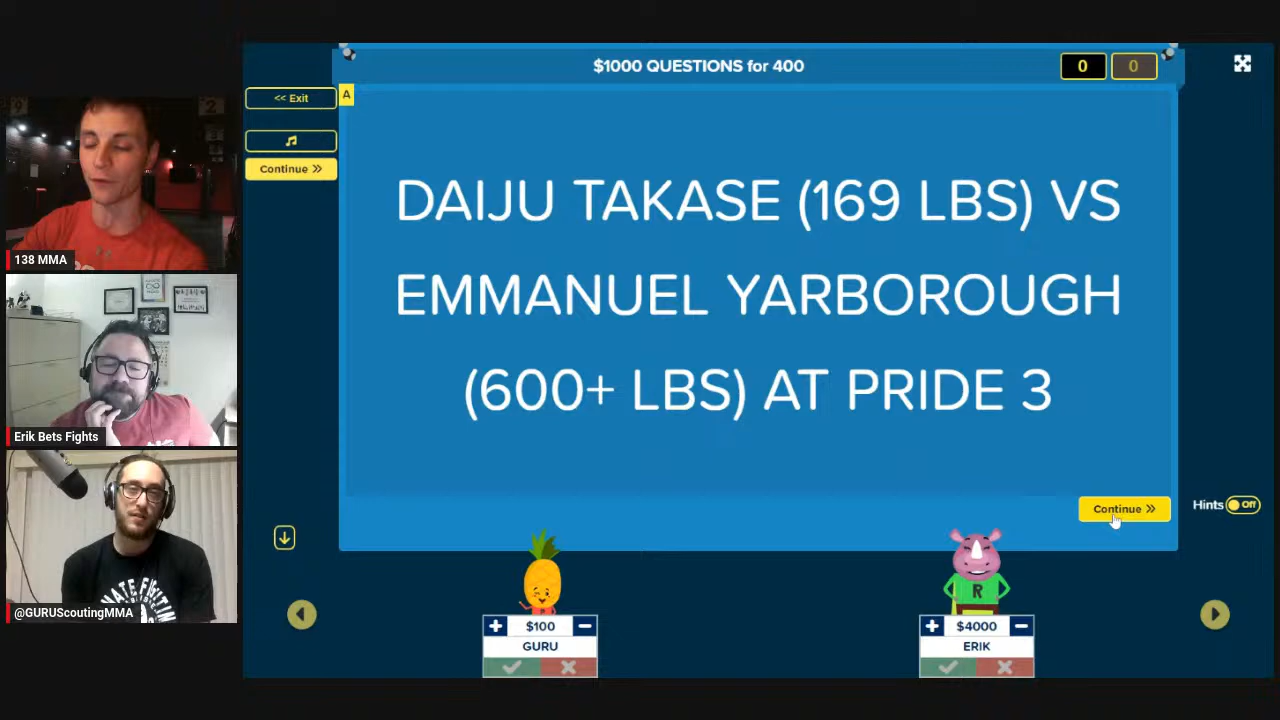 $1000 QUESTIONS for 400
0
0
<< Exit
A
Continue >>
DAIJU TAKASE (169 LBS) VS
EMMANUEL YARBOROUGH
(600+ LBS) AT PRIDE 3
138 MMA
Erik Bets Fights
@GURUScoutingMMA
Continue >>
Hints Off
R
+ $100 −
GURU
+ $4000 −
ERIK